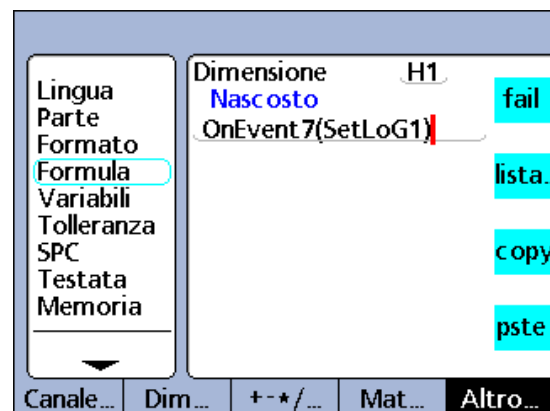 Lingua
Parte
Formato
Formula
Variabili
Tolleranza
SPC
Testata
Memoria
Dimensione H1
Nascosto
OnEvent7(SetLoG1)
fail
lista.
copy
pste
Canale... Dim... +-*/... Mat... Altro...